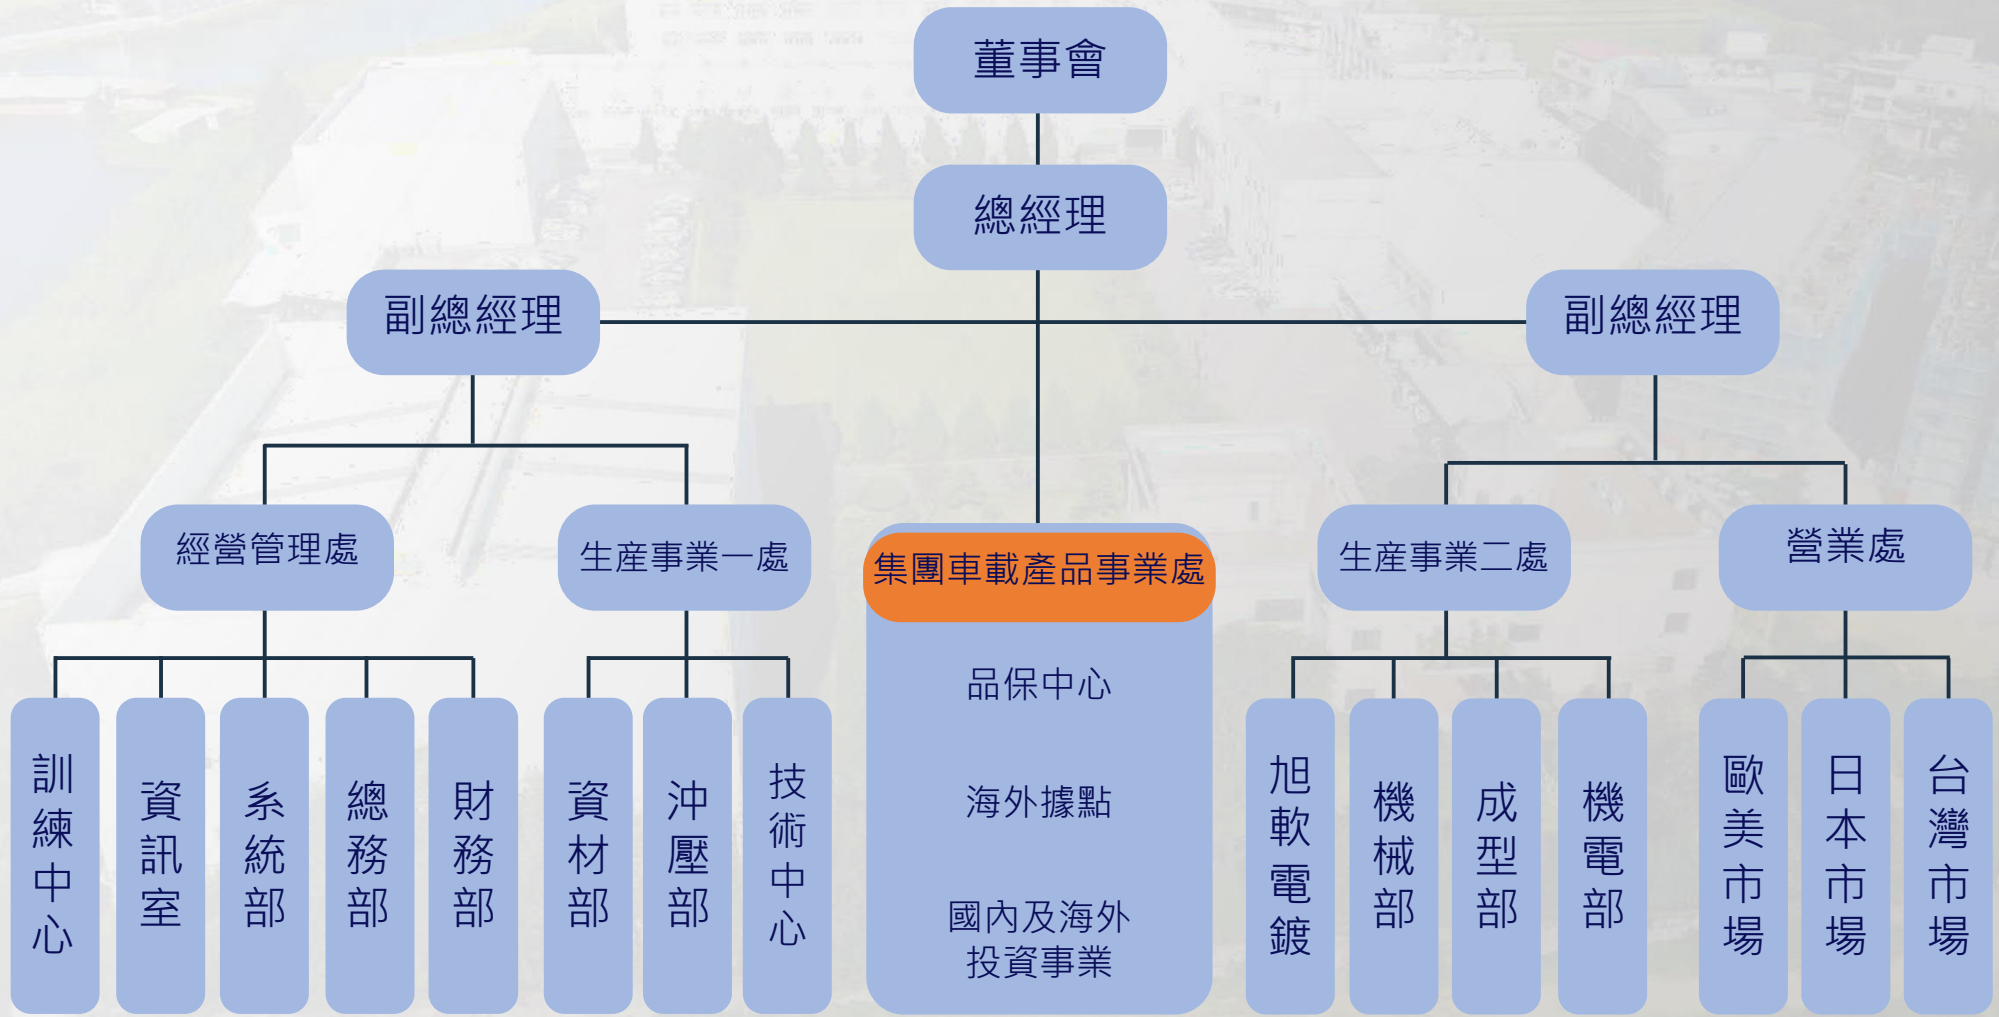 董事會
總經理
副總經理
副總經理
經營管理處
生産事業一處
集團車載產品事業處
生産事業二處
營業處
訓練中心
資訊室
系統部
總務部
財務部
資材部
沖壓部
技術中心
品保中心
海外據點
國內及海外
投資事業
旭軟電鍍
機械部
成型部
機電部
歐美市場
日本市場
台灣市場